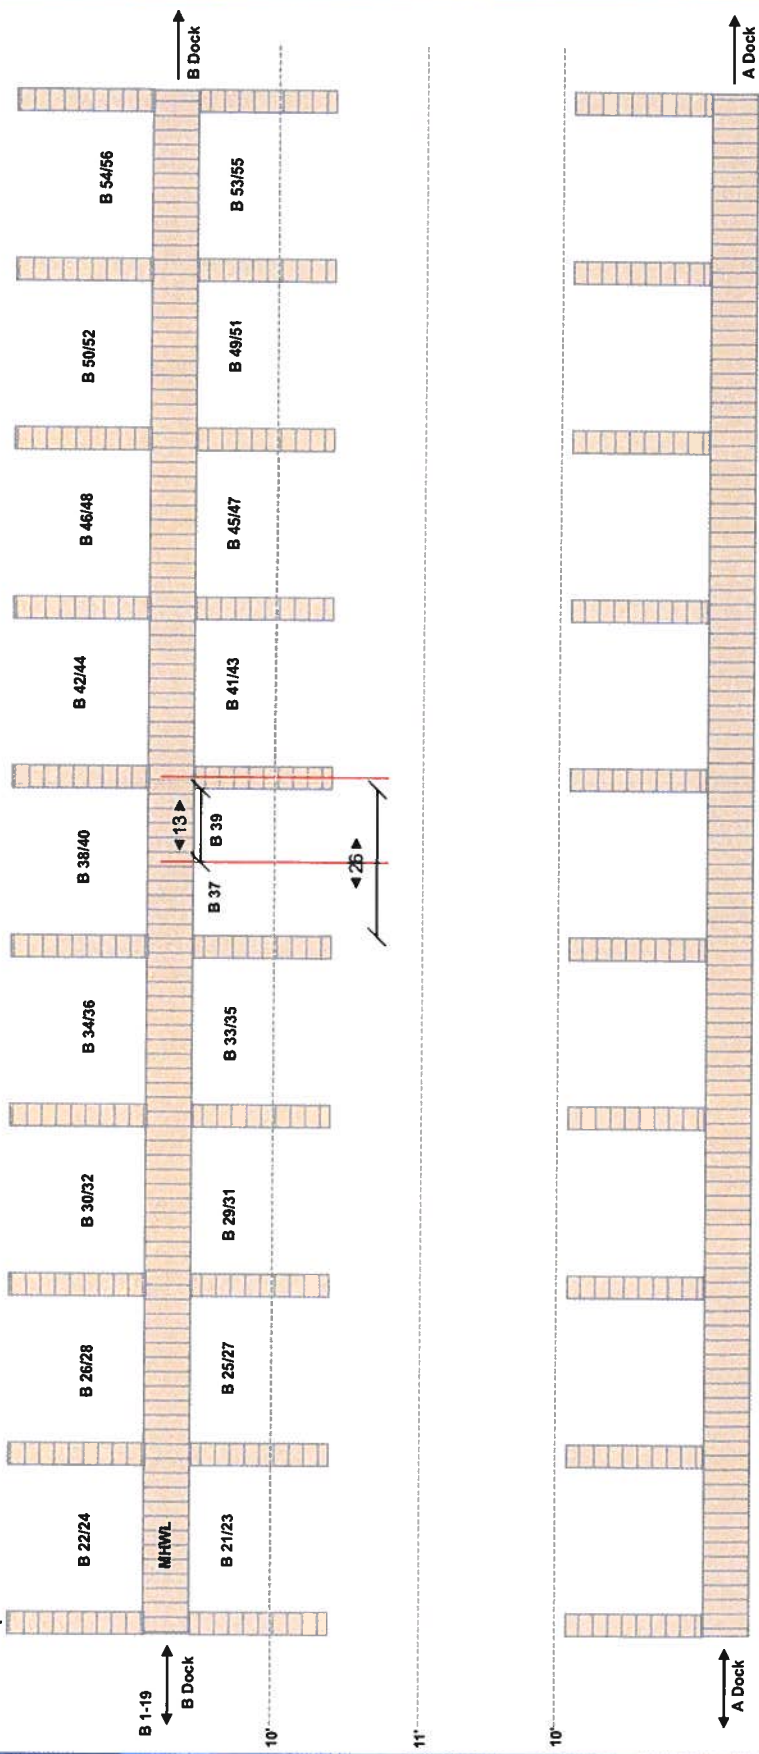 B 1-19
B Dock
B Dock
B 22/24
B 26/28
B 30/32
B 34/36
B 38/40
B 42/44
B 46/48
B 50/52
B 54/56
MHWL
◄13►
B 21/23
B 25/27
B 29/31
B 33/35
B 37
B 39
B 41/43
B 45/47
B 49/51
B 53/55
10'
◄26►
11'
10'
A Dock
A Dock